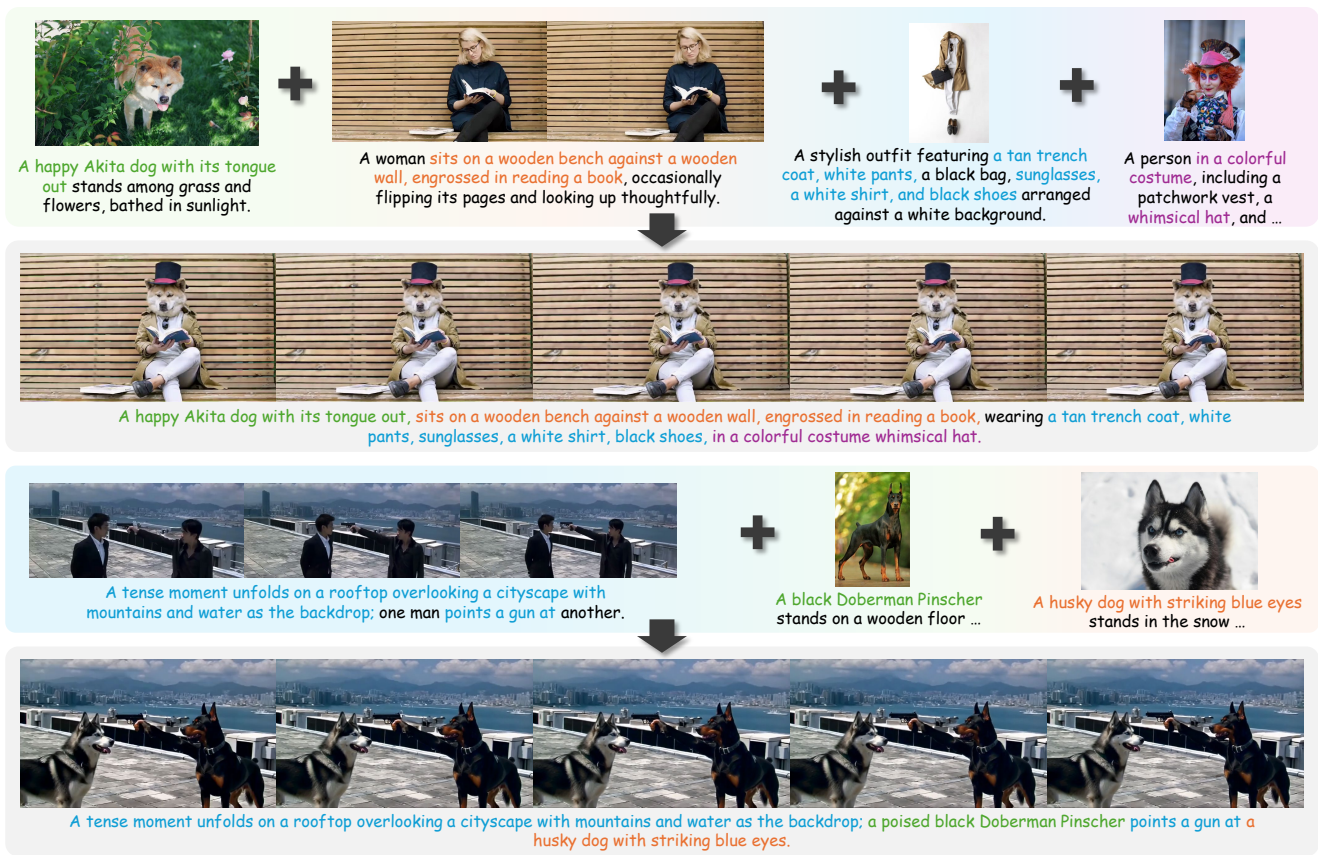 A happy Akita dog with its tongue
out stands among grass and
flowers, bathed in sunlight.
A woman sits on a wooden bench against a wooden
wall, engrossed in reading a book, occasionally
flipping its pages and looking up thoughtfully.
A stylish outfit featuring a tan trench
coat, white pants, a black bag, sunglasses,
a white shirt, and black shoes arranged
against a white background.
A person in a colorful
costume, including a
patchwork vest, a
whimsical hat, and ...
A happy Akita dog with its tongue out, sits on a wooden bench against a wooden wall, engrossed in reading a book, wearing a tan trench coat, white
pants, sunglasses, a white shirt, black shoes, in a colorful costume whimsical hat.
A tense moment unfolds on a rooftop overlooking a cityscape with
mountains and water as the backdrop; one man points a gun at another.
A black Doberman Pinscher
stands on a wooden floor ...
A husky dog with striking blue eyes
stands in the snow ...
A tense moment unfolds on a rooftop overlooking a cityscape with mountains and water as the backdrop; a poised black Doberman Pinscher points a gun at a
husky dog with striking blue eyes.